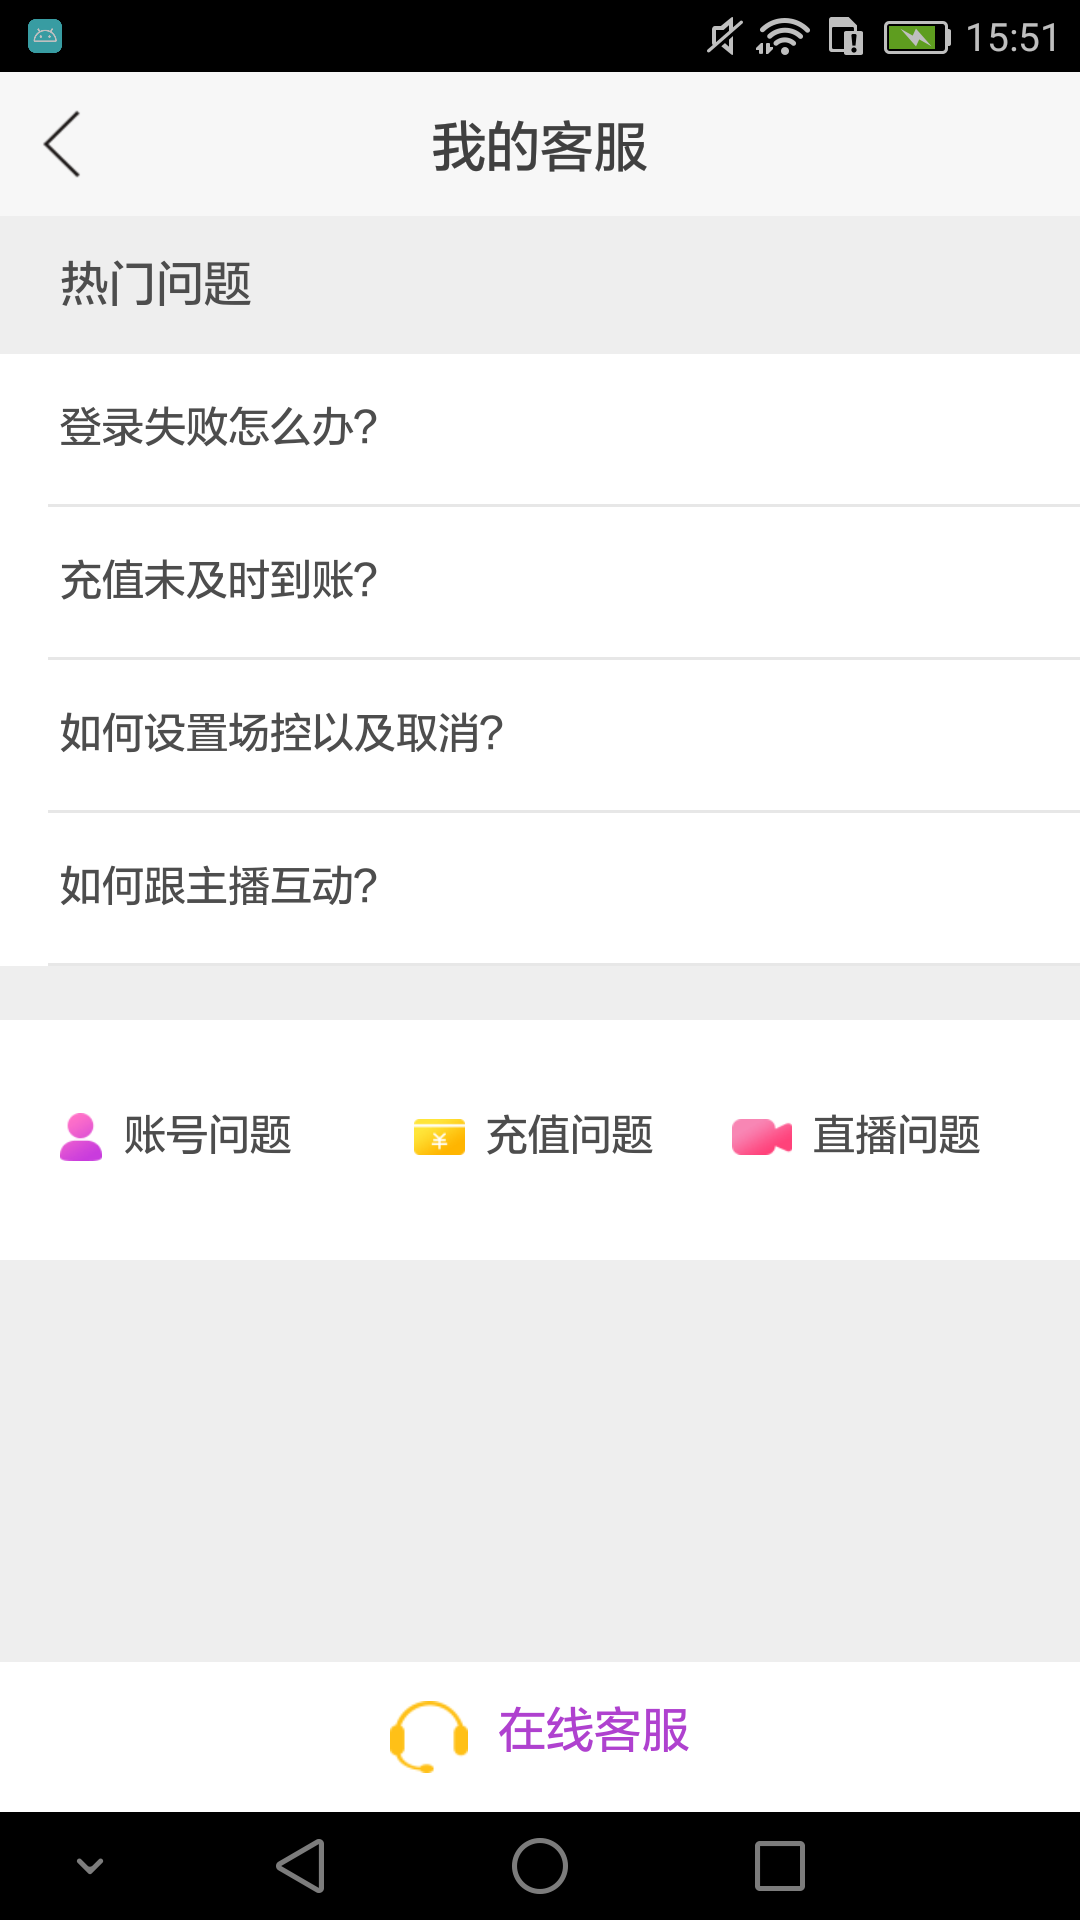 15:51
我的客服
热门问题
登录失败怎么办?
充值未及时到账?
如何设置场控以及取消?
如何跟主播互动?
账号问题
充值问题
直播问题
在线客服